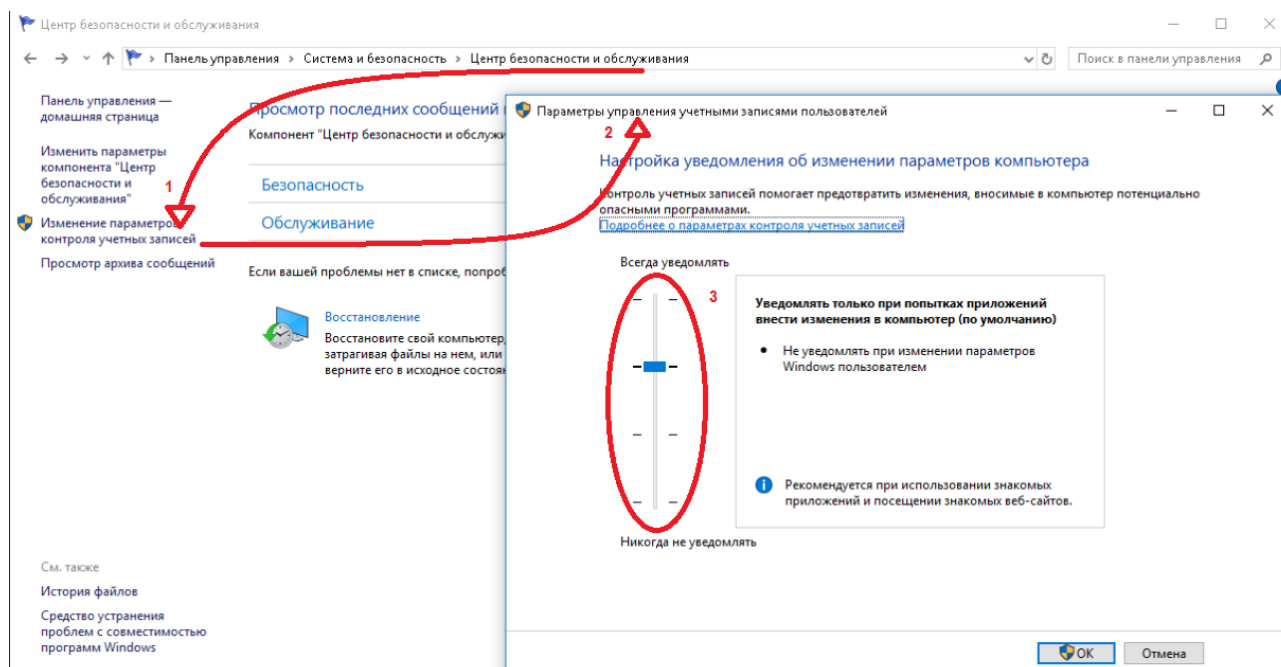 Центр безопасности и обслуживания
Панель управления > Система и безопасность > Центр безопасности и обслуживания
Поиск в панели управления
Панель управления —
домашняя страница
Изменить параметры
компонента "Центр
безопасности и
обслуживания"
1
Изменение параметров
контроля учетных записей
Просмотр архива сообщений
Просмотр последних сообщений
Компонент "Центр безопасности и обслужи
Безопасность
Обслуживание
Если вашей проблемы нет в списке, попроб
Восстановление
Восстановите свой компьютер,
затрагивая файлы на нем, или
верните его в исходное состоя
См. также
История файлов
Средство устранения
проблем с совместимостью
программ Windows
Параметры управления учетными записями пользователей
2
Настройка уведомления об изменении параметров компьютера
Контроль учетных записей помогает предотвратить изменения, вносимые в компьютер потенциально
опасными программами.
Подробнее о параметрах контроля учетных записей
Всегда уведомлять
3
Уведомлять только при попытках приложений
внести изменения в компьютер (по умолчанию)
• Не уведомлять при изменении параметров
Windows пользователем
Рекомендуется при использовании знакомых
приложений и посещении знакомых веб-сайтов.
Никогда не уведомлять
OK
Отмена